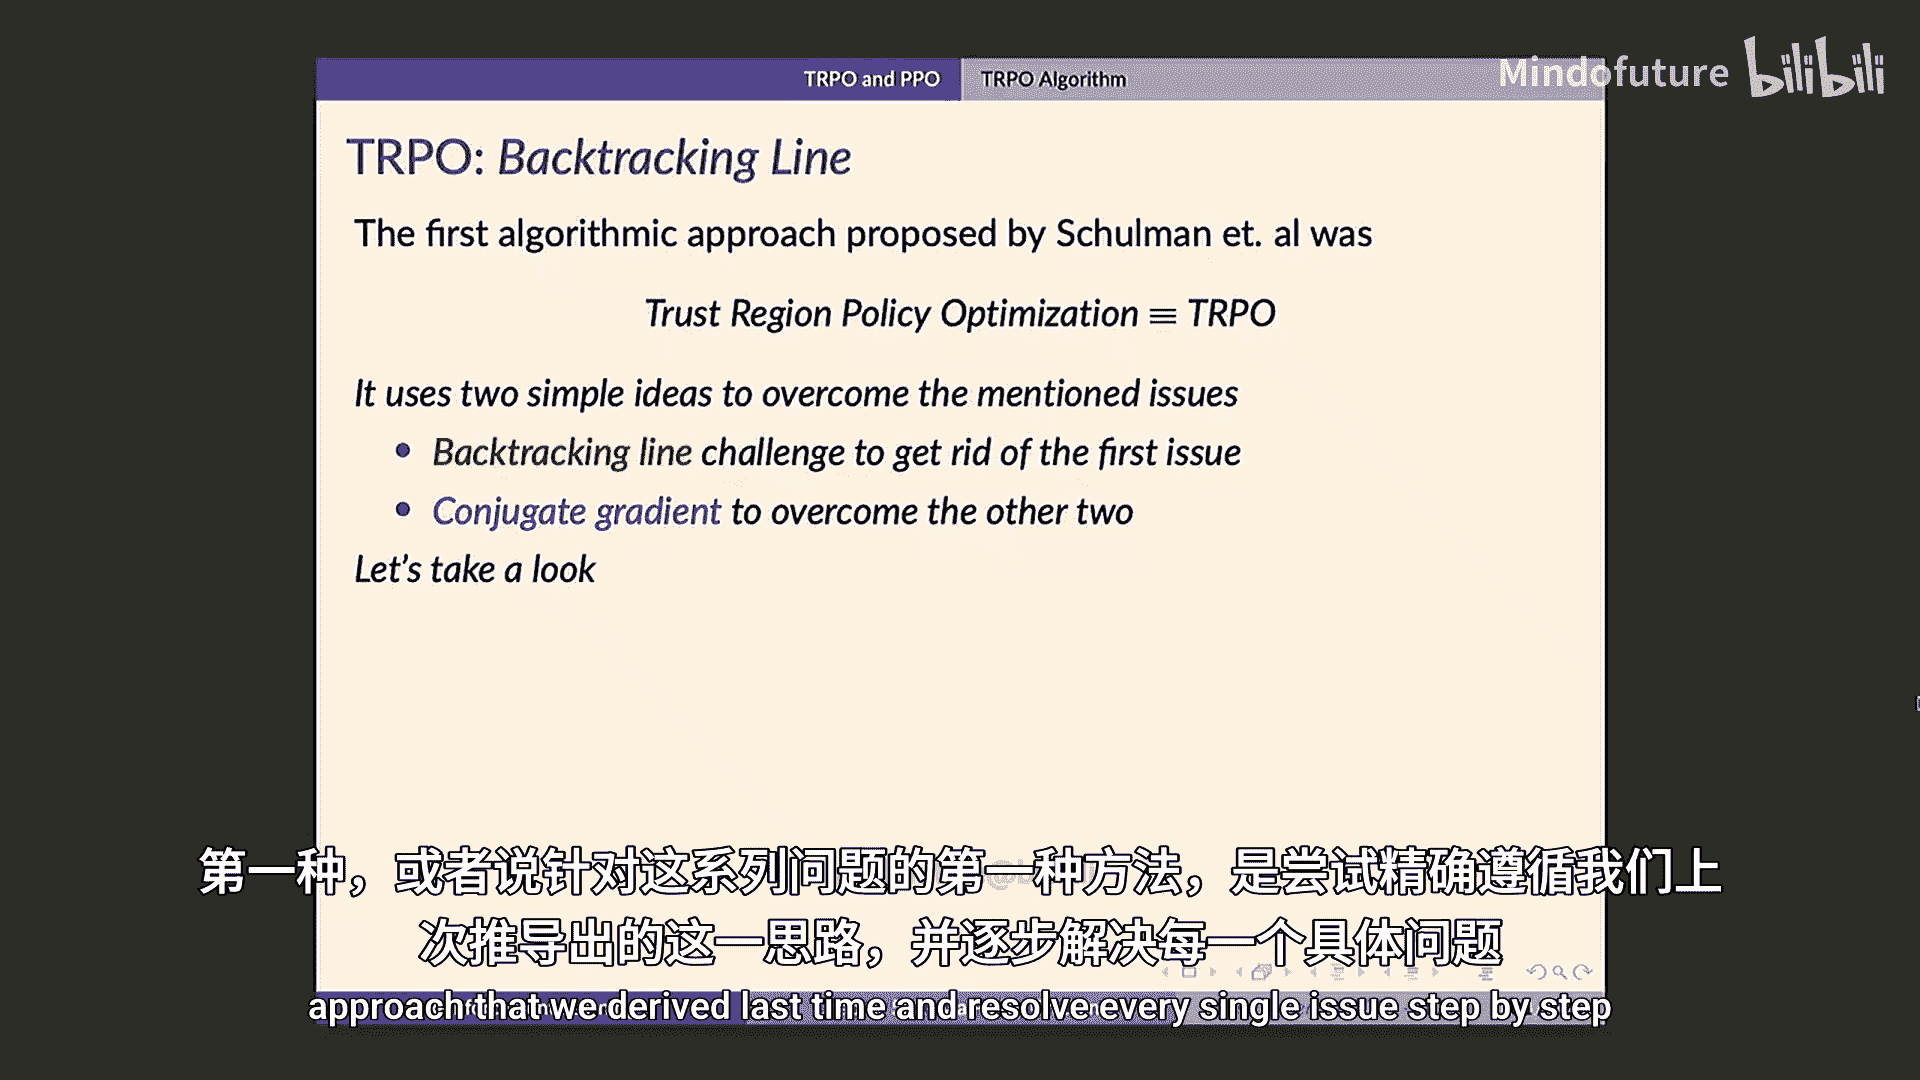 TRPO and PPO
TRPO Algorithm
Mindofuture bilibili
TRPO: Backtracking Line
The first algorithmic approach proposed by Schulman et. al was
Trust Region Policy Optimization ≡ TRPO
It uses two simple ideas to overcome the mentioned issues
• Backtracking line challenge to get rid of the first issue
• Conjugate gradient to overcome the other two
Let's take a look
第一种，或者说针对这系列问题的第一种方法，是尝试精确遵循我们上
次推导出的这一思路，并逐步解决每一个具体问题
approach that we derived last time and resolve every single issue step by step